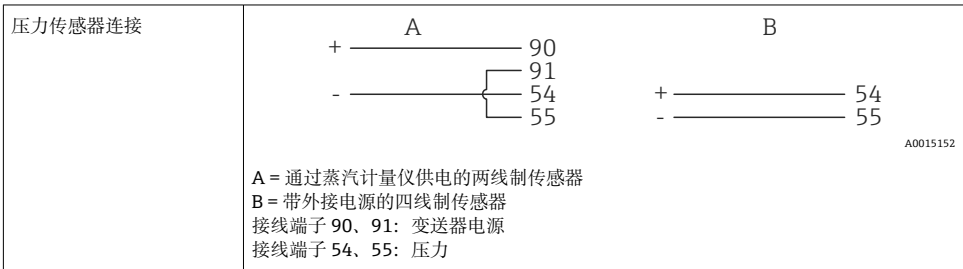 压力传感器连接
A
B
+ 90
91
- 54
55
+ 54
- 55
A0015152
A = 通过蒸汽计量仪供电的两线制传感器
B = 带外接电源的四线制传感器
接线端子 90、91：变送器电源
接线端子 54、55：压力